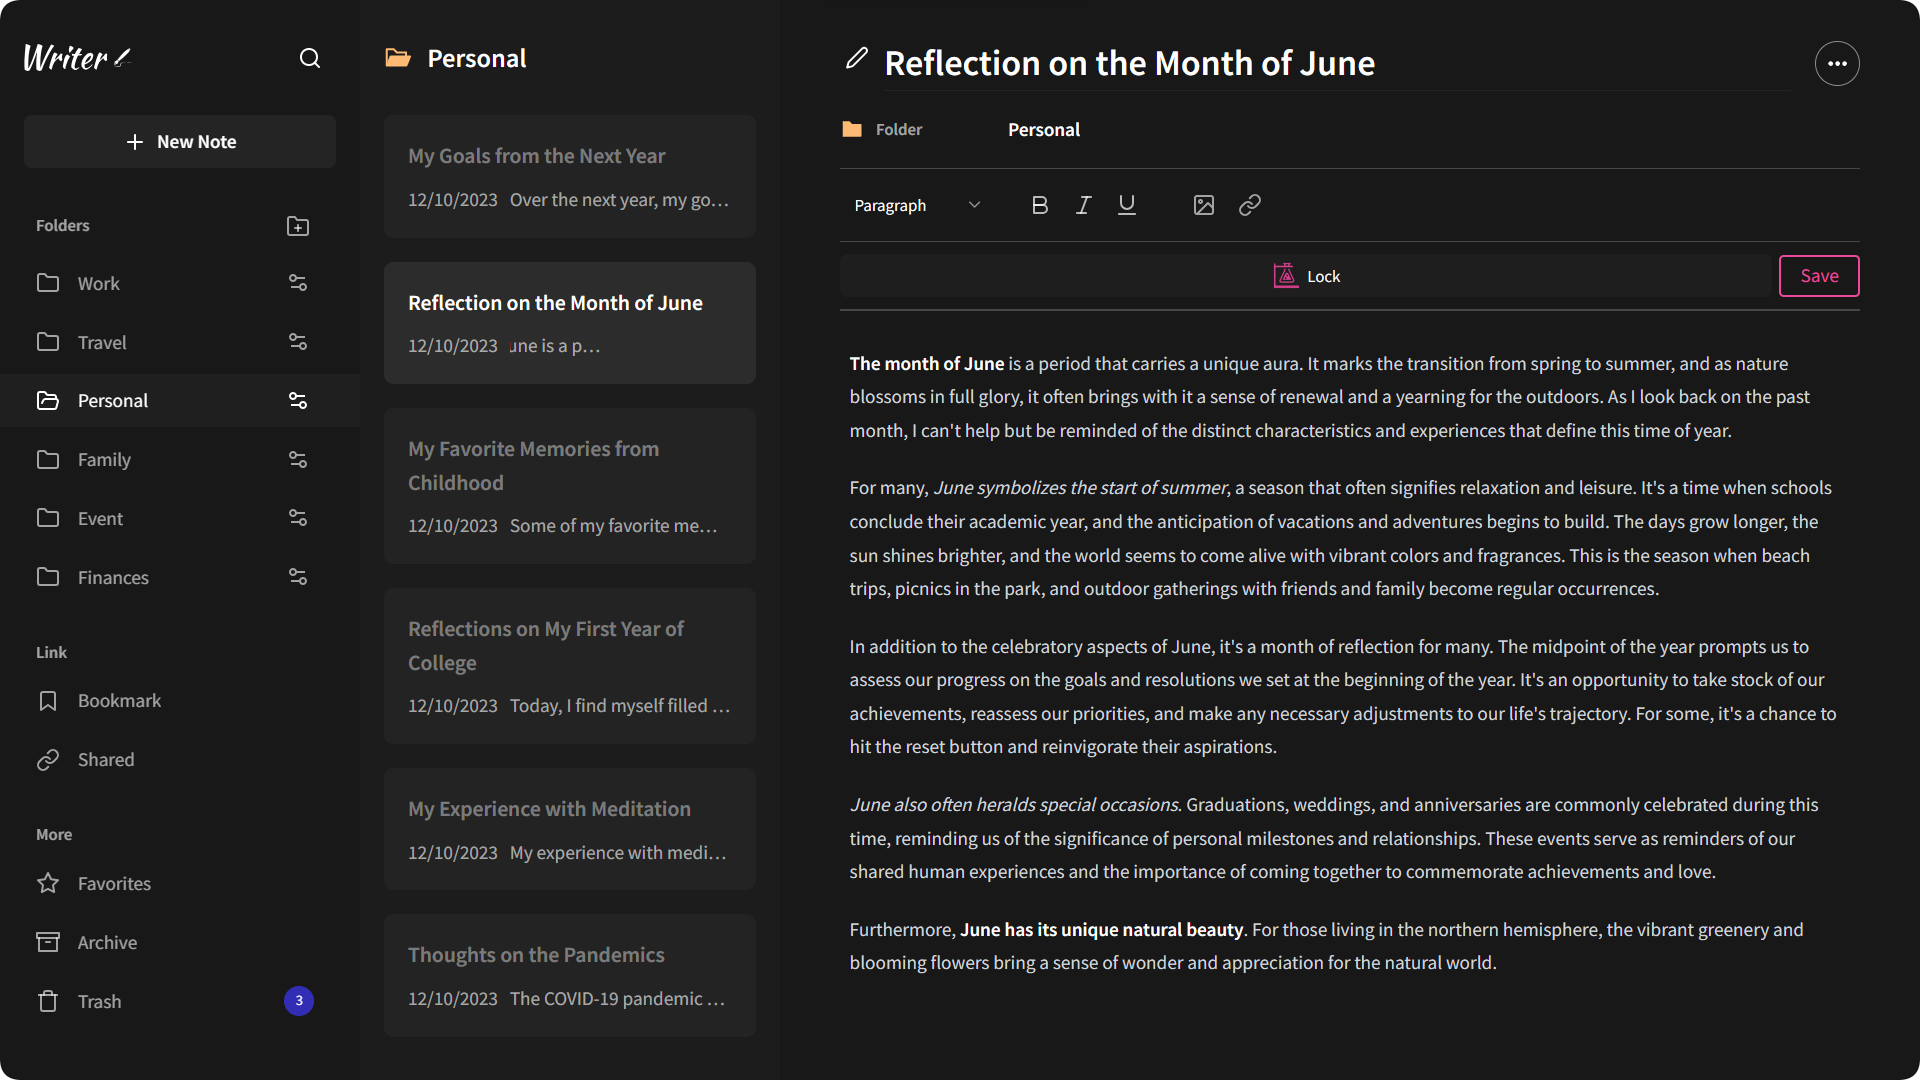 Writer
New Note
Folders
Work
Travel
Personal
Family
Event
Finances
Link
Bookmark
Shared
More
Favorites
Archive
Trash
3
Personal
My Goals from the Next Year
12/10/2023 Over the next year, my go...
Reflection on the Month of June
12/10/2023 une is a p...
My Favorite Memories from
Childhood
12/10/2023 Some of my favorite me...
Reflections on My First Year of
College
12/10/2023 Today, I find myself filled ...
My Experience with Meditation
12/10/2023 My experience with medi...
Thoughts on the Pandemics
12/10/2023 The COVID-19 pandemic ...
Reflection on the Month of June
Folder Personal
Paragraph B I U
Lock Save
The month of June is a period that carries a unique aura. It marks the transition from spring to summer, and as nature
blossoms in full glory, it often brings with it a sense of renewal and a yearning for the outdoors. As I look back on the past
month, I can't help but be reminded of the distinct characteristics and experiences that define this time of year.
For many, June symbolizes the start of summer, a season that often signifies relaxation and leisure. It's a time when schools
conclude their academic year, and the anticipation of vacations and adventures begins to build. The days grow longer, the
sun shines brighter, and the world seems to come alive with vibrant colors and fragrances. This is the season when beach
trips, picnics in the park, and outdoor gatherings with friends and family become regular occurrences.
In addition to the celebratory aspects of June, it's a month of reflection for many. The midpoint of the year prompts us to
assess our progress on the goals and resolutions we set at the beginning of the year. It's an opportunity to take stock of our
achievements, reassess our priorities, and make any necessary adjustments to our life's trajectory. For some, it's a chance to
hit the reset button and reinvigorate their aspirations.
June also often heralds special occasions. Graduations, weddings, and anniversaries are commonly celebrated during this
time, reminding us of the significance of personal milestones and relationships. These events serve as reminders of our
shared human experiences and the importance of coming together to commemorate achievements and love.
Furthermore, June has its unique natural beauty. For those living in the northern hemisphere, the vibrant greenery and
blooming flowers bring a sense of wonder and appreciation for the natural world.